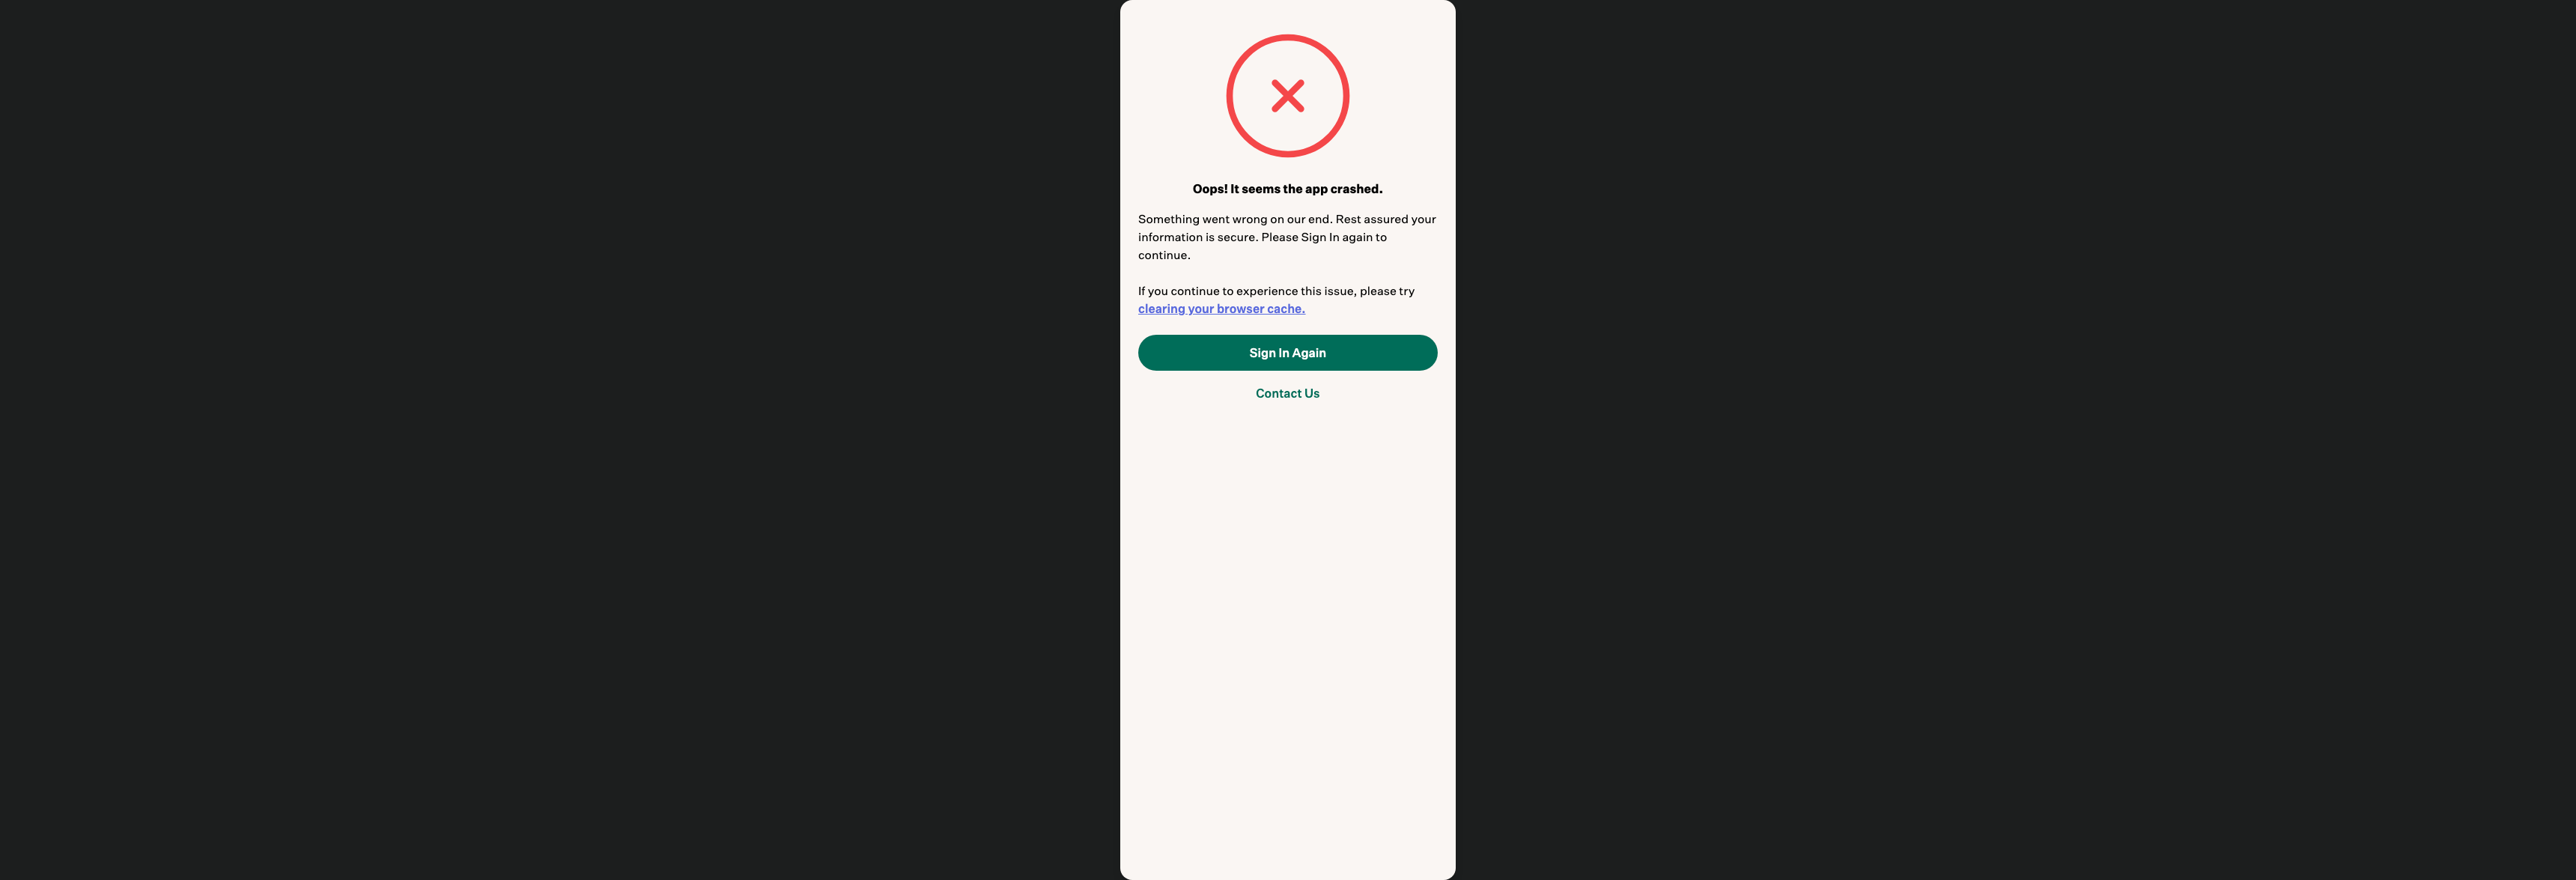 Oops! It seems the app crashed.
Something went wrong on our end. Rest assured your
information is secure. Please Sign In again to
continue.
If you continue to experience this issue, please try
clearing your browser cache.
Sign In Again
Contact Us